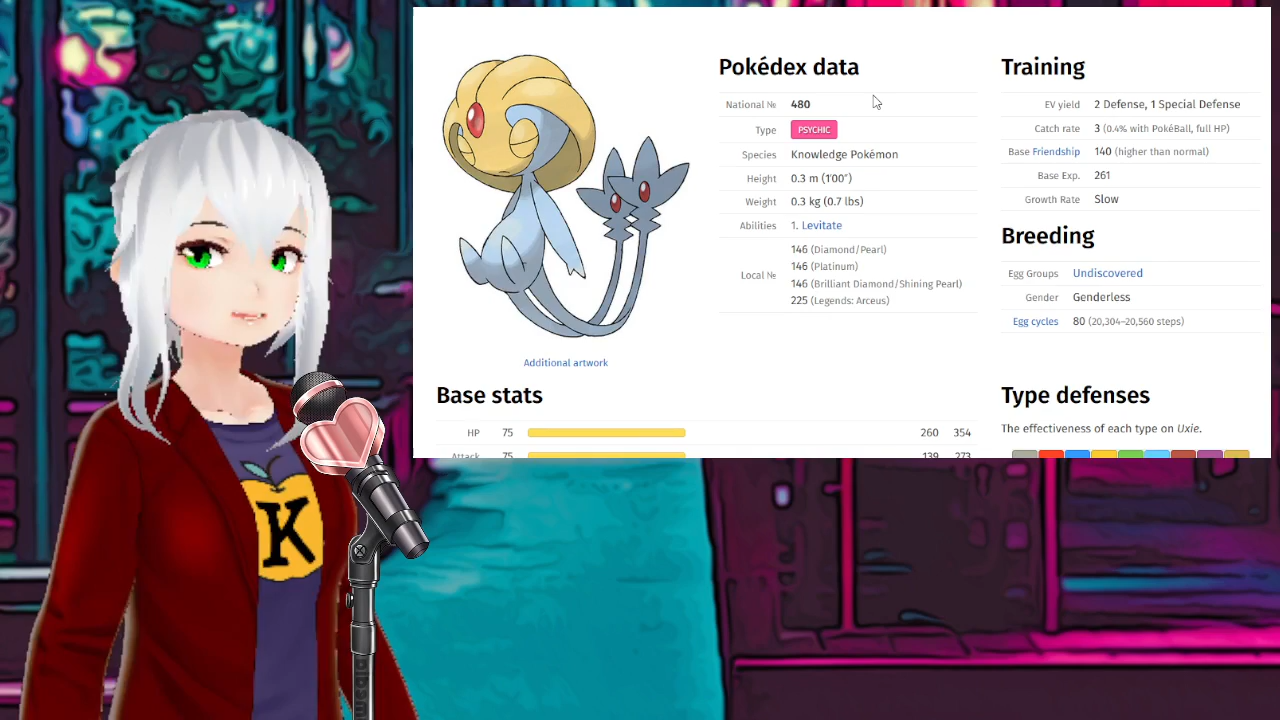 Pokédex data
National № 480
Type PSYCHIC
Species Knowledge Pokémon
Height 0.3 m (1′00″)
Weight 0.3 kg (0.7 lbs)
Abilities 1. Levitate
Local № 146 (Diamond/Pearl)
146 (Platinum)
146 (Brilliant Diamond/Shining Pearl)
225 (Legends: Arceus)
Additional artwork
Training
EV yield 2 Defense, 1 Special Defense
Catch rate 3 (0.4% with PokéBall, full HP)
Base Friendship 140 (higher than normal)
Base Exp. 261
Growth Rate Slow
Breeding
Egg Groups Undiscovered
Gender Genderless
Egg cycles 80 (20,304–20,560 steps)
Base stats
HP 75 260 354
Attack 75 139 273
Type defenses
The effectiveness of each type on Uxie.
K